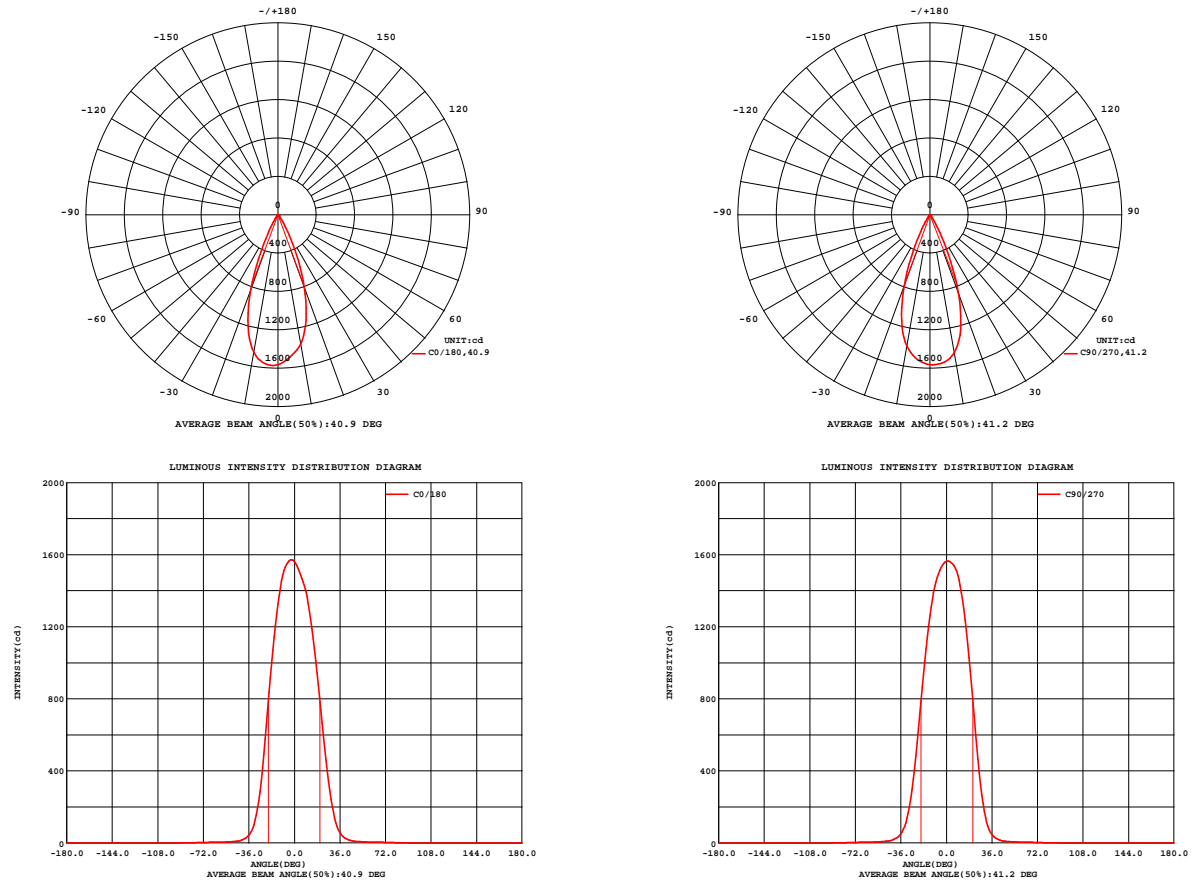 -/+180
-150
150
-120
120
-90
90
0
400
800
-60
60
1200
UNIT:cd
C0/180,40.9
1600
-30
30
2000
0
AVERAGE BEAM ANGLE(50%):40.9 DEG
-/+180
-150
150
-120
120
-90
90
0
400
800
-60
60
1200
UNIT:cd
C90/270,41.2
1600
-30
30
2000
0
AVERAGE BEAM ANGLE(50%):41.2 DEG
LUMINOUS INTENSITY DISTRIBUTION DIAGRAM
C0/180
2000
1600
1200
800
400
0
INTENSITY(cd)
-180.0 -144.0 -108.0 -72.0 -36.0 0.0 36.0 72.0 108.0 144.0 180.0
ANGLE(DEG)
AVERAGE BEAM ANGLE(50%):40.9 DEG
LUMINOUS INTENSITY DISTRIBUTION DIAGRAM
C90/270
2000
1600
1200
800
400
0
INTENSITY(cd)
-180.0 -144.0 -108.0 -72.0 -36.0 0.0 36.0 72.0 108.0 144.0 180.0
ANGLE(DEG)
AVERAGE BEAM ANGLE(50%):41.2 DEG